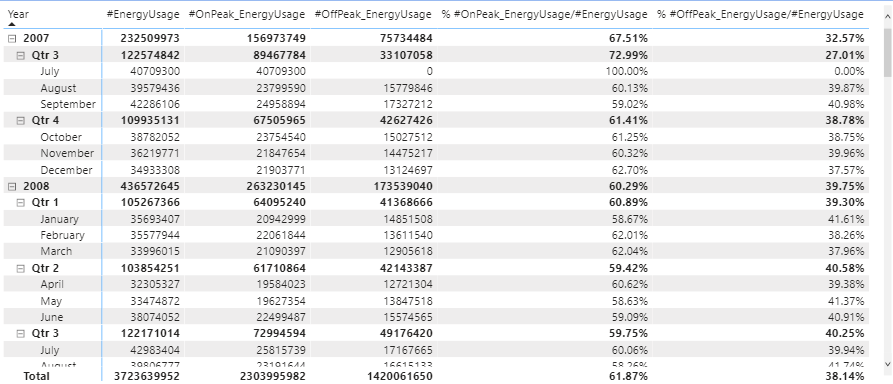 Year #EnergyUsage #OnPeak_EnergyUsage #OffPeak_EnergyUsage % #OnPeak_EnergyUsage/#EnergyUsage % #OffPeak_EnergyUsage/#EnergyUsage
2007 232509973 156973749 75734484 67.51% 32.57%
Qtr 3 122574842 89467784 33107058 72.99% 27.01%
July 40709300 40709300 0 100.00% 0.00%
August 39579436 23799590 15779846 60.13% 39.87%
September 42286106 24958894 17327212 59.02% 40.98%
Qtr 4 109935131 67505965 42627426 61.41% 38.78%
October 38782052 23754540 15027512 61.25% 38.75%
November 36219771 21847654 14475217 60.32% 39.96%
December 34933308 21903771 13124697 62.70% 37.57%
2008 436572645 263230145 173539040 60.29% 39.75%
Qtr 1 105267366 64095240 41368666 60.89% 39.30%
January 35693407 20942999 14851508 58.67% 41.61%
February 35577944 22061844 13611540 62.01% 38.26%
March 33996015 21090397 12905618 62.04% 37.96%
Qtr 2 103854251 61710864 42143387 59.42% 40.58%
April 32305327 19584023 12721304 60.62% 39.38%
May 33474872 19627354 13847518 58.63% 41.37%
June 38074052 22499487 15574565 59.09% 40.91%
Qtr 3 122171014 72994594 49176420 59.75% 40.25%
July 42983404 25815739 17167665 60.06% 39.94%
August 39806777 23191644 16615133 58.26% 41.74%
Total 3723639952 2303995982 1420061650 61.87% 38.14%